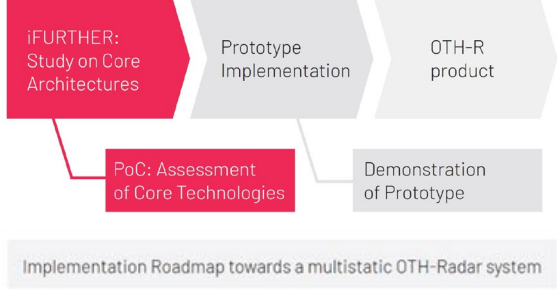 iFURTHER:
Study on Core
Architectures
Prototype
Implementation
OTH-R
product
PoC: Assessment
of Core Technologies
Demonstration
of Prototype
Implementation Roadmap towards a multistatic OTH-Radar system